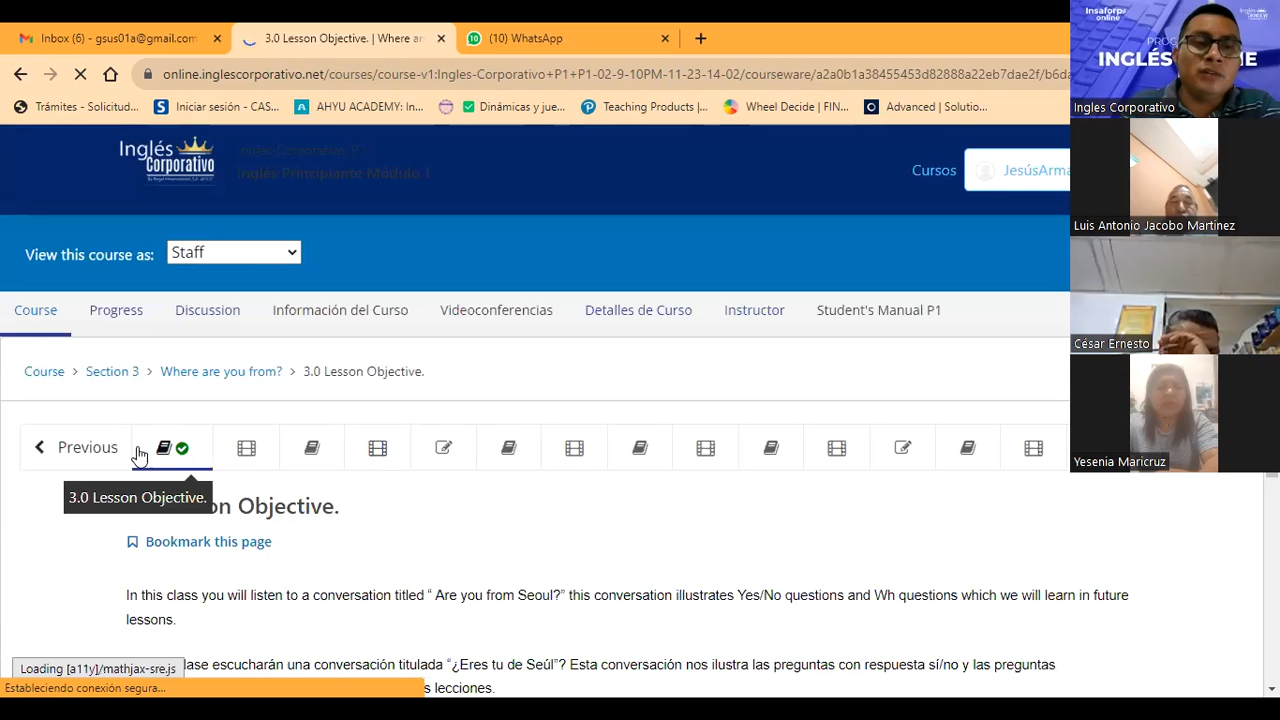 Inbox (6) - gsus01a@gmail.com
3.0 Lesson Objective. | Where ar
(10) WhatsApp
online.inglescorporativo.net/courses/course-v1:Ingles-Corporativo+P1+P1-02-9-10PM-11-23-14-02/courseware/a2a0b1a38455453d82888a22eb7dae2f/b6da
Trámites - Solicitud...
Iniciar sesión - CAS...
AHYU ACADEMY: In...
Dinámicas y jue...
Teaching Products |...
Wheel Decide | FIN...
Advanced | Solutio...
Inglés
Corporativo
Inglés Principiante Módulo 1
Cursos
JesúsArma
View this course as:
Staff
Course
Progress
Discussion
Información del Curso
Videoconferencias
Detalles de Curso
Instructor
Student's Manual P1
Course > Section 3 > Where are you from? > 3.0 Lesson Objective.
Previous
3.0 Lesson Objective.
on Objective.
Bookmark this page
In this class you will listen to a conversation titled “ Are you from Seoul?” this conversation illustrates Yes/No questions and Wh questions which we will learn in future
lessons.
lase escucharán una conversación titulada “¿Eres tu de Seúl”? Esta conversación nos ilustra las preguntas con respuesta sí/no y las preguntas
s lecciones.
Loading [a11y]/mathjax-sre.js
Estableciendo conexión segura...
Insaforp
online
INGLÉS
NE
Ingles Corporativo
Luis Antonio Jacobo Martinez
César Ernesto
Yesenia Maricruz